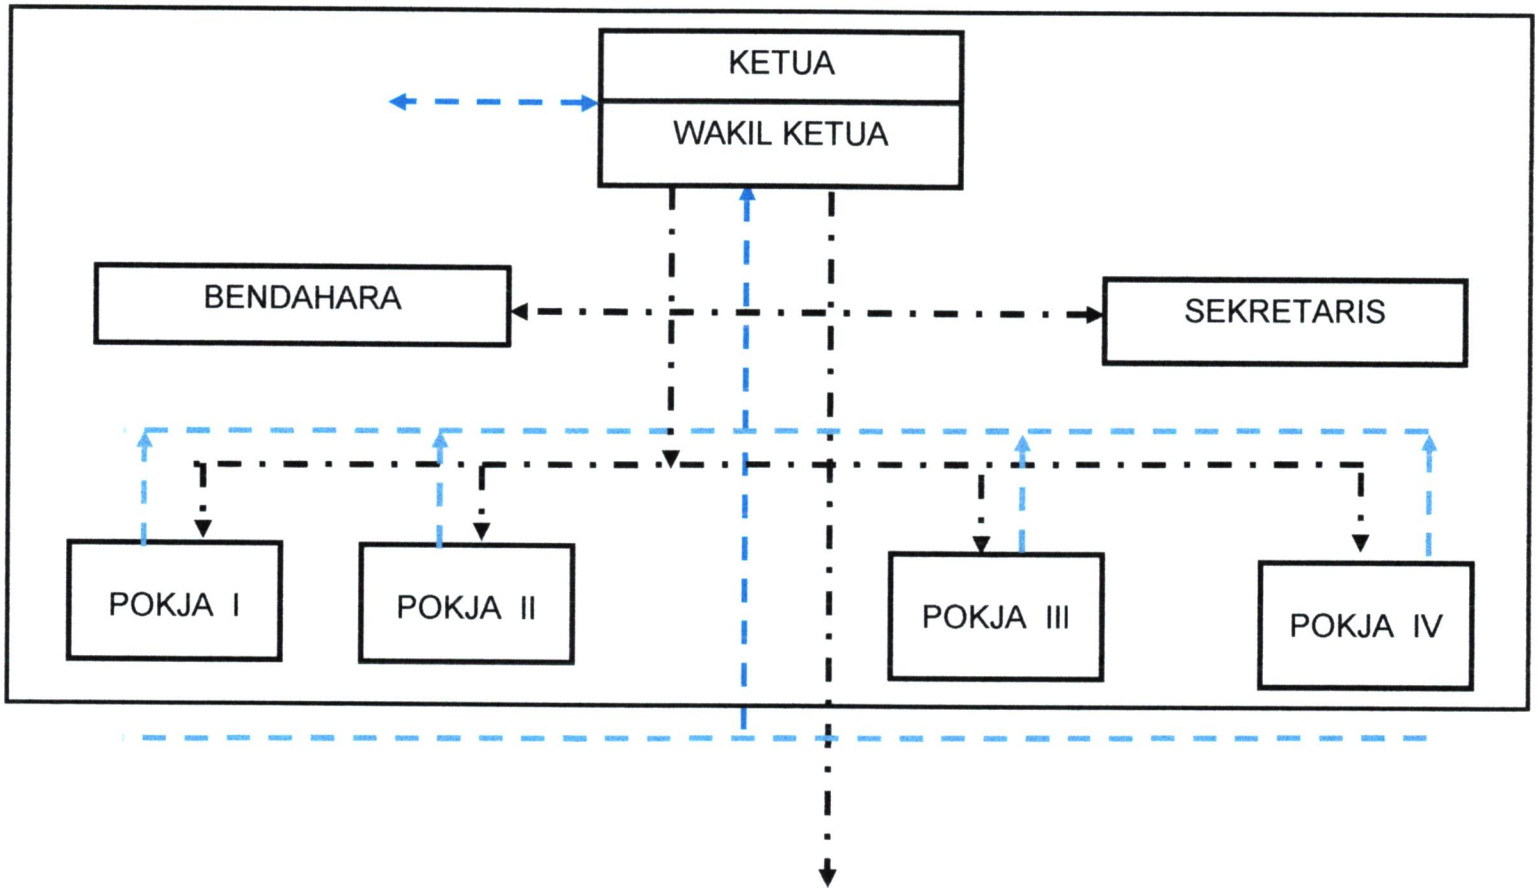 KETUA
WAKIL KETUA
BENDAHARA
SEKRETARIS
POKJA I
POKJA II
POKJA III
POKJA IV